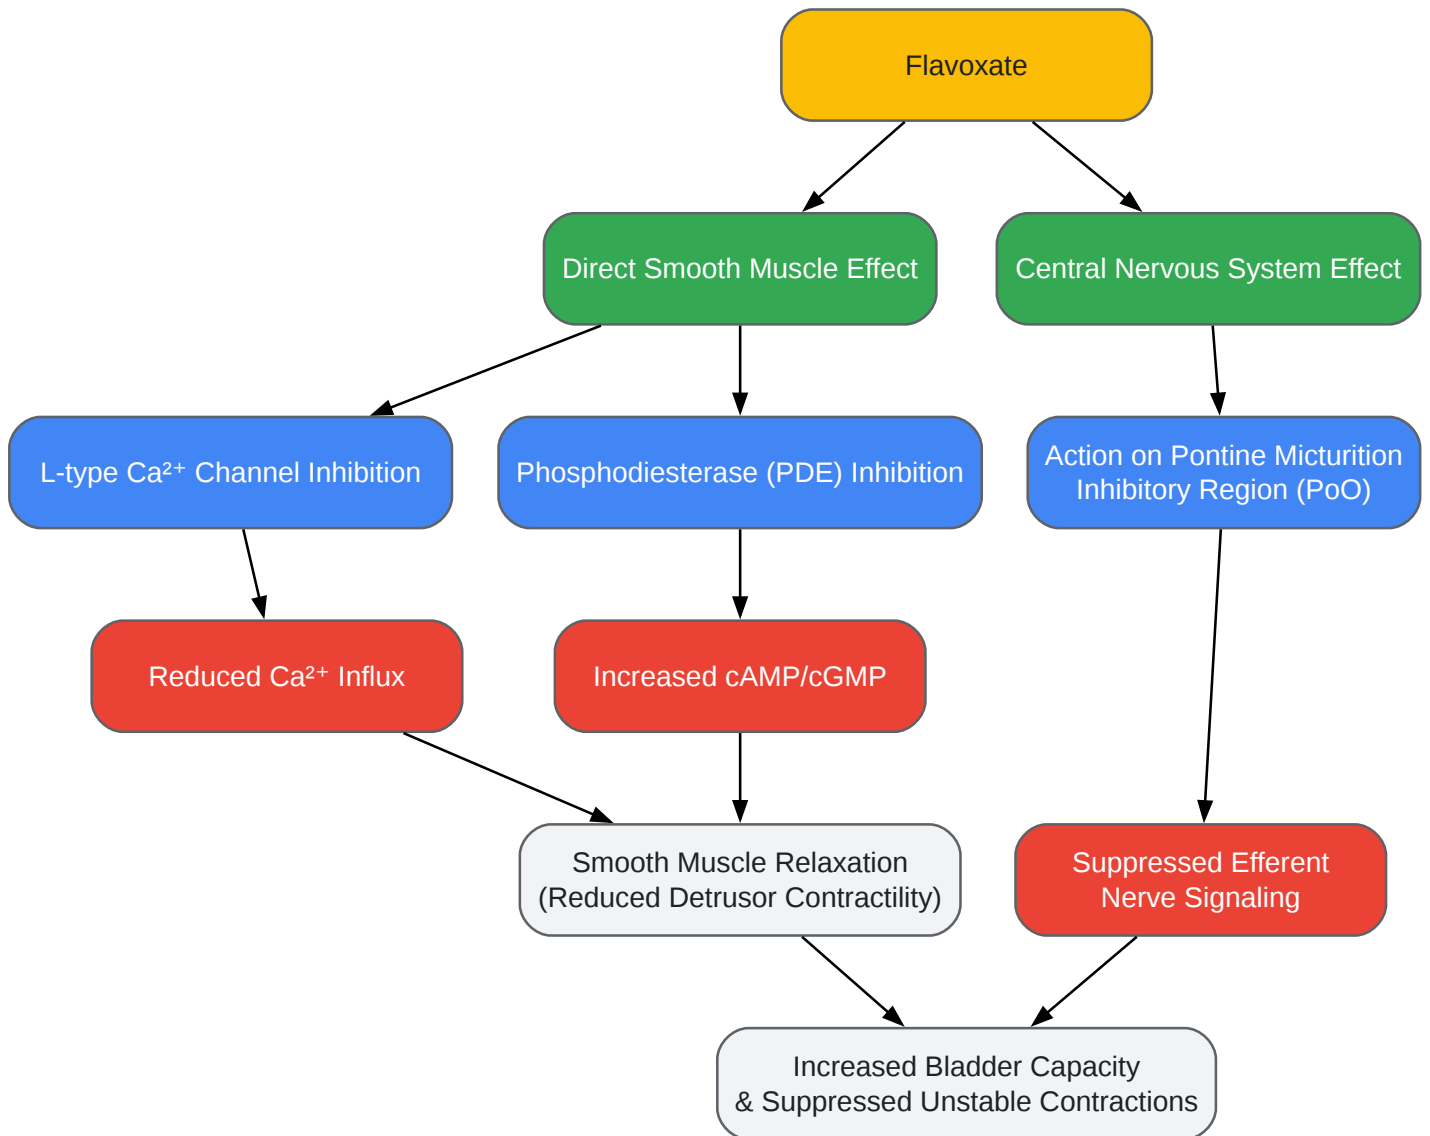 Flavoxate
Direct Smooth Muscle Effect
Central Nervous System Effect
L-type Ca²⁺ Channel Inhibition
Phosphodiesterase (PDE) Inhibition
Action on Pontine Micturition
Inhibitory Region (PoO)
Reduced Ca²⁺ Influx
Increased cAMP/cGMP
Smooth Muscle Relaxation
(Reduced Detrusor Contractility)
Suppressed Efferent
Nerve Signaling
Increased Bladder Capacity
& Suppressed Unstable Contractions